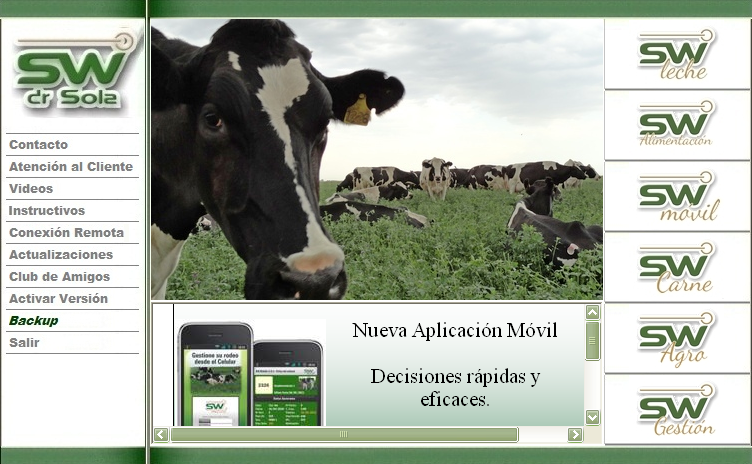 SW
dr Sola
Contacto
Atención al Cliente
Videos
Instructivos
Conexión Remota
Actualizaciones
Club de Amigos
Activar Versión
Backup
Salir
Nueva Aplicación Móvil
Decisiones rápidas y
eficaces.
Gestione su rodeo
desde el Celular
SW
leche
SW
Alimentación
SW
móvil
SW
Carne
SW
Agro
SW
Gestión